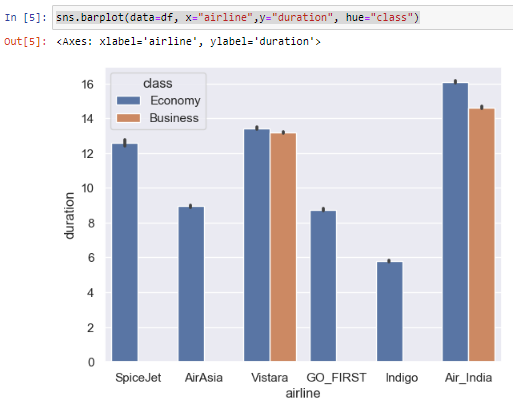 In [5]: sns.barplot(data=df, x="airline",y="duration", hue="class")
Out[5]: <Axes: xlabel='airline', ylabel='duration'>
class
Economy
Business
16
14
12
10
8
6
4
2
0
duration
SpiceJet AirAsia Vistara GO_FIRST Indigo Air_India
airline